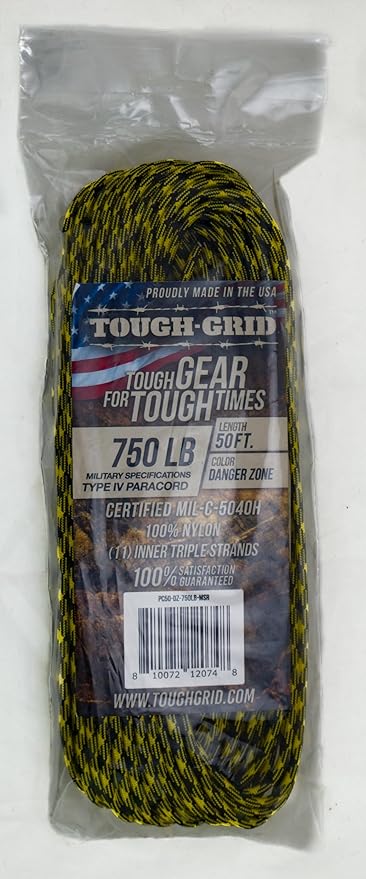 PROUDLY MADE IN THE USA
TOUGH-GRID™
TOUGH GEAR
FOR TOUGH TIMES
750 LB
MILITARY SPECIFICATIONS
TYPE IV PARACORD
LENGTH
50 FT.
COLOR
DANGER ZONE
CERTIFIED MIL-C-5040H
100% NYLON
(11) INNER TRIPLE-STRANDS
100% SATISFACTION GUARANTEED
PC50-DZ-750LB-MSR
8 10072 12074 8
WWW.TOUGHGRID.COM